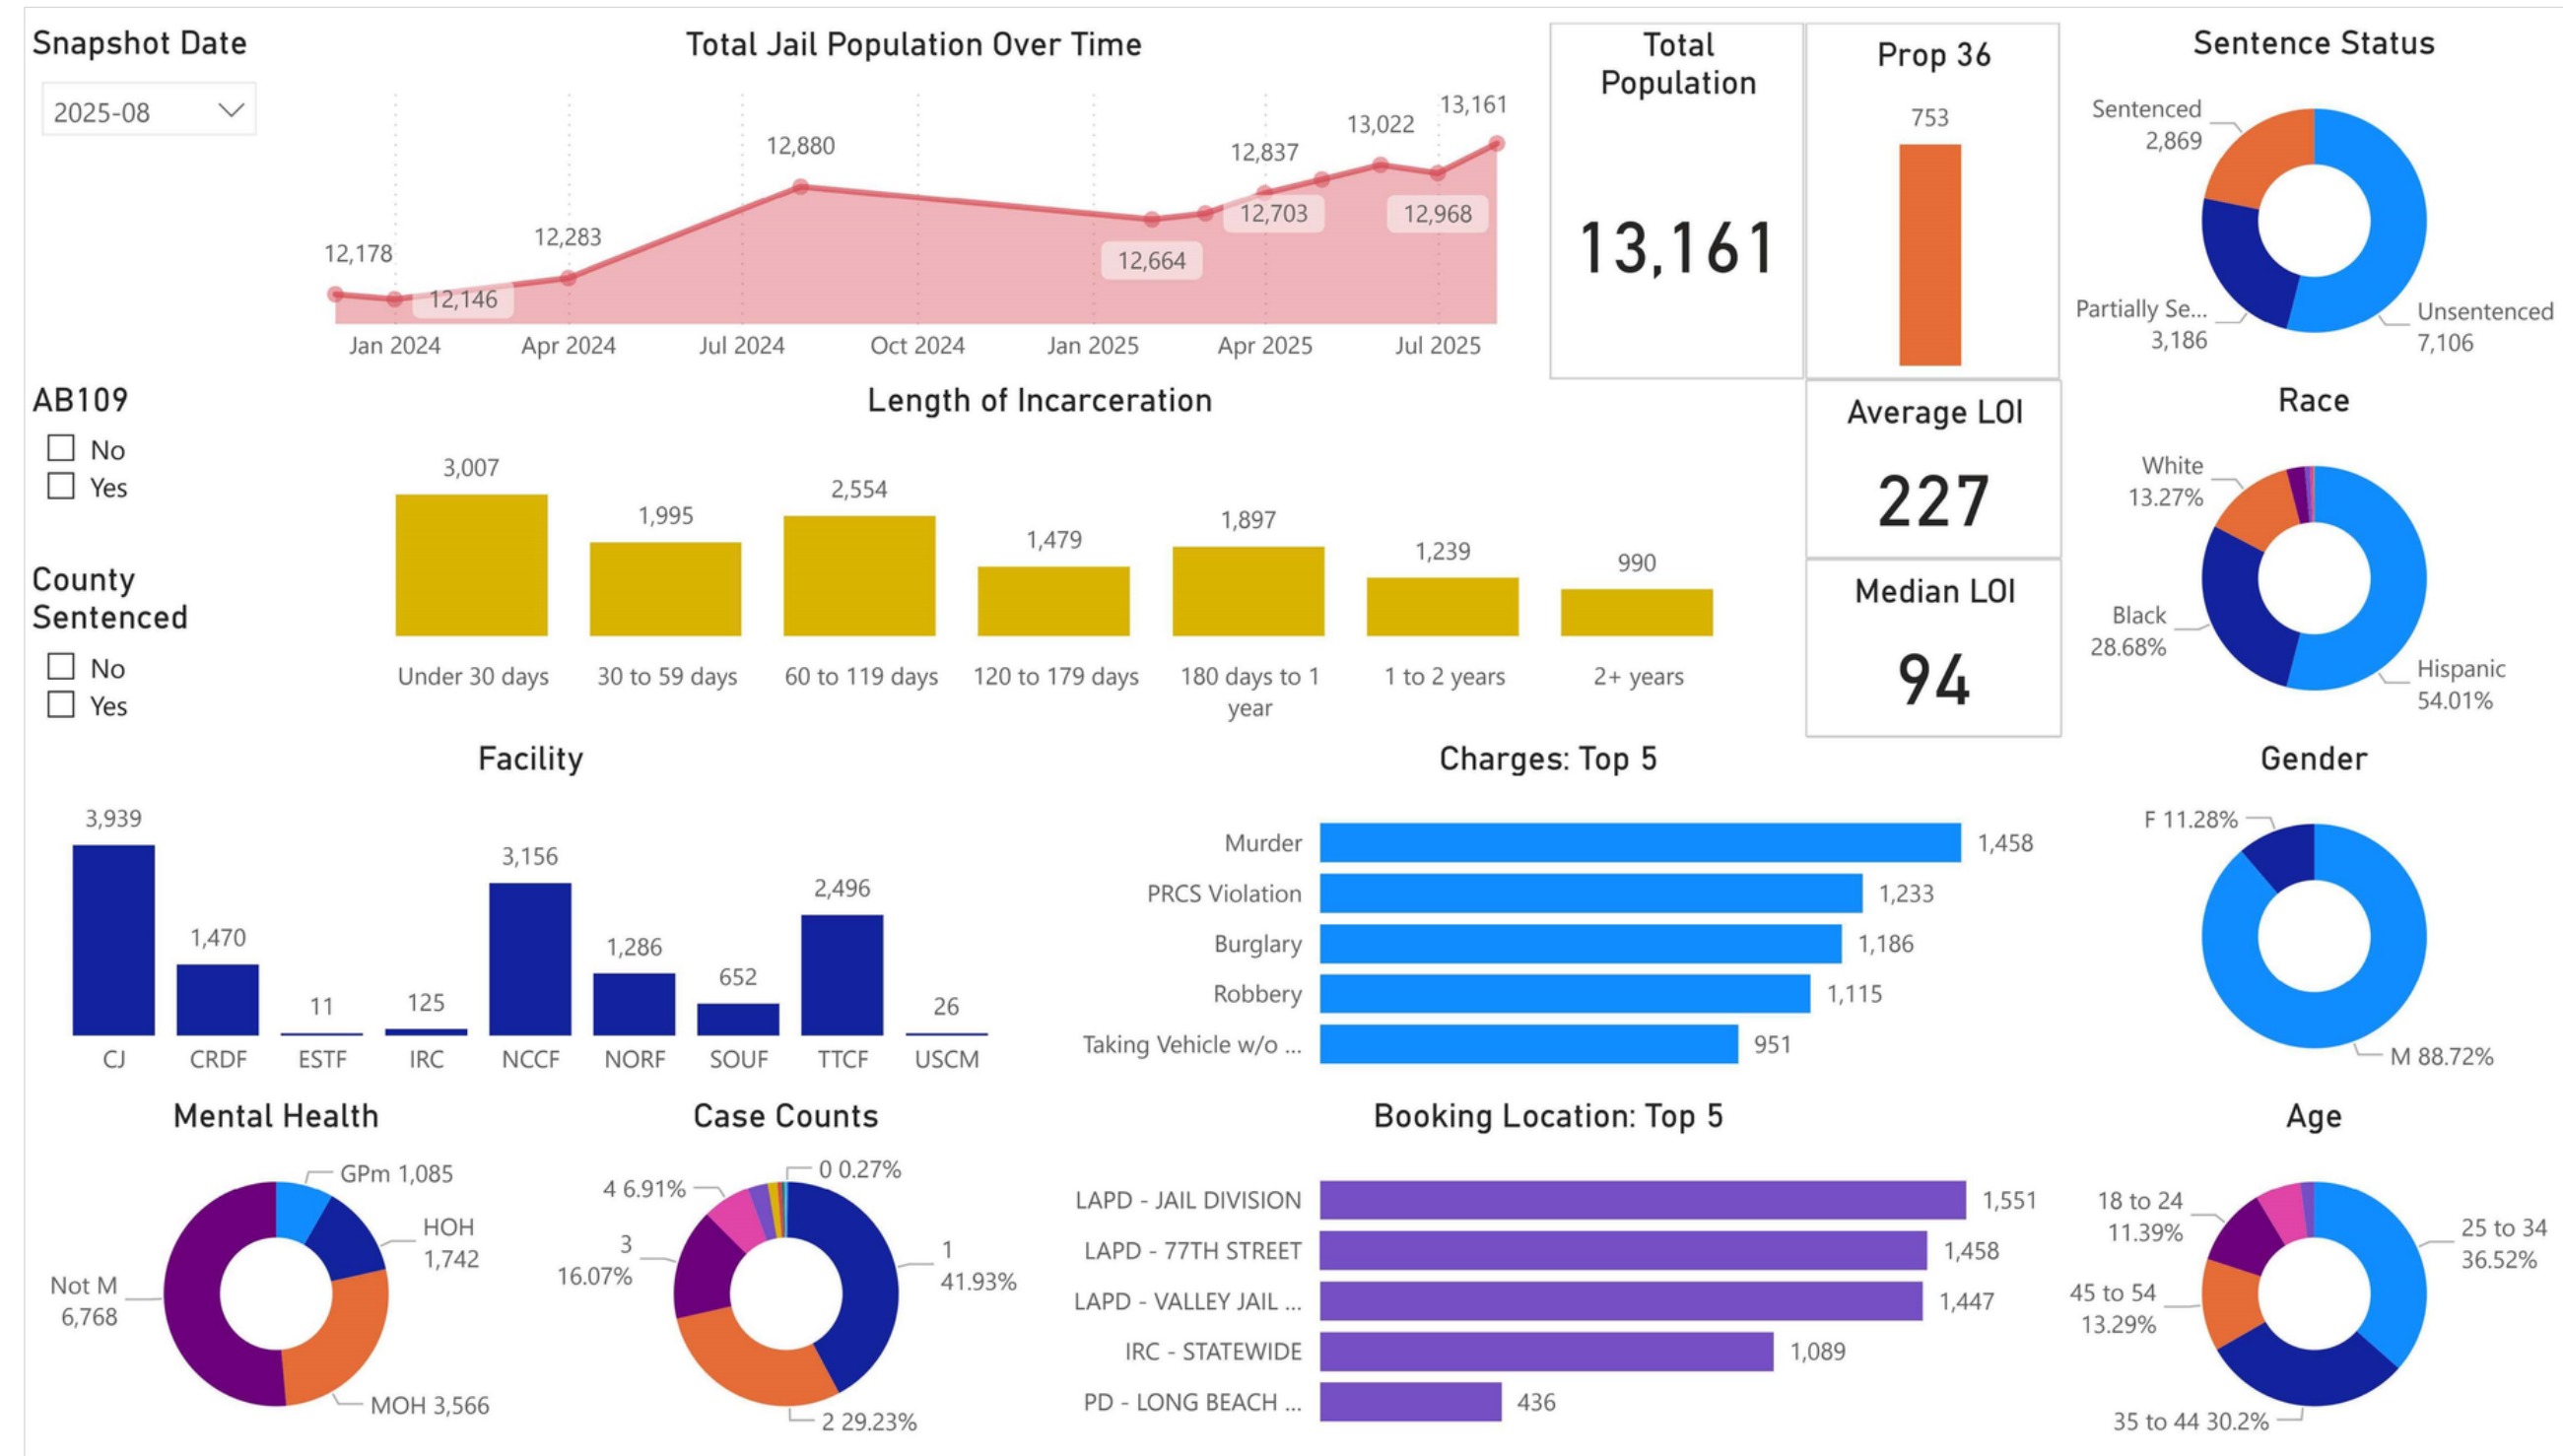 Snapshot Date
2025-08
Total Jail Population Over Time
12,178
12,146
12,283
12,880
12,664
12,703
12,837
13,022
12,968
13,161
Jan 2024
Apr 2024
Jul 2024
Oct 2024
Jan 2025
Apr 2025
Jul 2025
Total
Population
13,161
Prop 36
753
Sentence Status
Sentenced
2,869
Partially Se...
3,186
Unsentenced
7,106
AB109
No
Yes
County
Sentenced
No
Yes
Length of Incarceration
3,007
1,995
2,554
1,479
1,897
1,239
990
Under 30 days
30 to 59 days
60 to 119 days
120 to 179 days
180 days to 1
year
1 to 2 years
2+ years
Average LOI
227
Median LOI
94
Race
White
13.27%
Black
28.68%
Hispanic
54.01%
Facility
3,939
1,470
11
125
3,156
1,286
652
2,496
26
CJ
CRDF
ESTF
IRC
NCCF
NORF
SOUF
TTCF
USCM
Charges: Top 5
Murder
1,458
PRCS Violation
1,233
Burglary
1,186
Robbery
1,115
Taking Vehicle w/o ...
951
Gender
F 11.28%
M 88.72%
Mental Health
GPm 1,085
HOH
1,742
Not M
6,768
MOH 3,566
Case Counts
0 0.27%
4 6.91%
3
16.07%
1
41.93%
2 29.23%
Booking Location: Top 5
LAPD - JAIL DIVISION
1,551
LAPD - 77TH STREET
1,458
LAPD - VALLEY JAIL ...
1,447
IRC - STATEWIDE
1,089
PD - LONG BEACH ...
436
Age
18 to 24
11.39%
25 to 34
36.52%
45 to 54
13.29%
35 to 44 30.2%